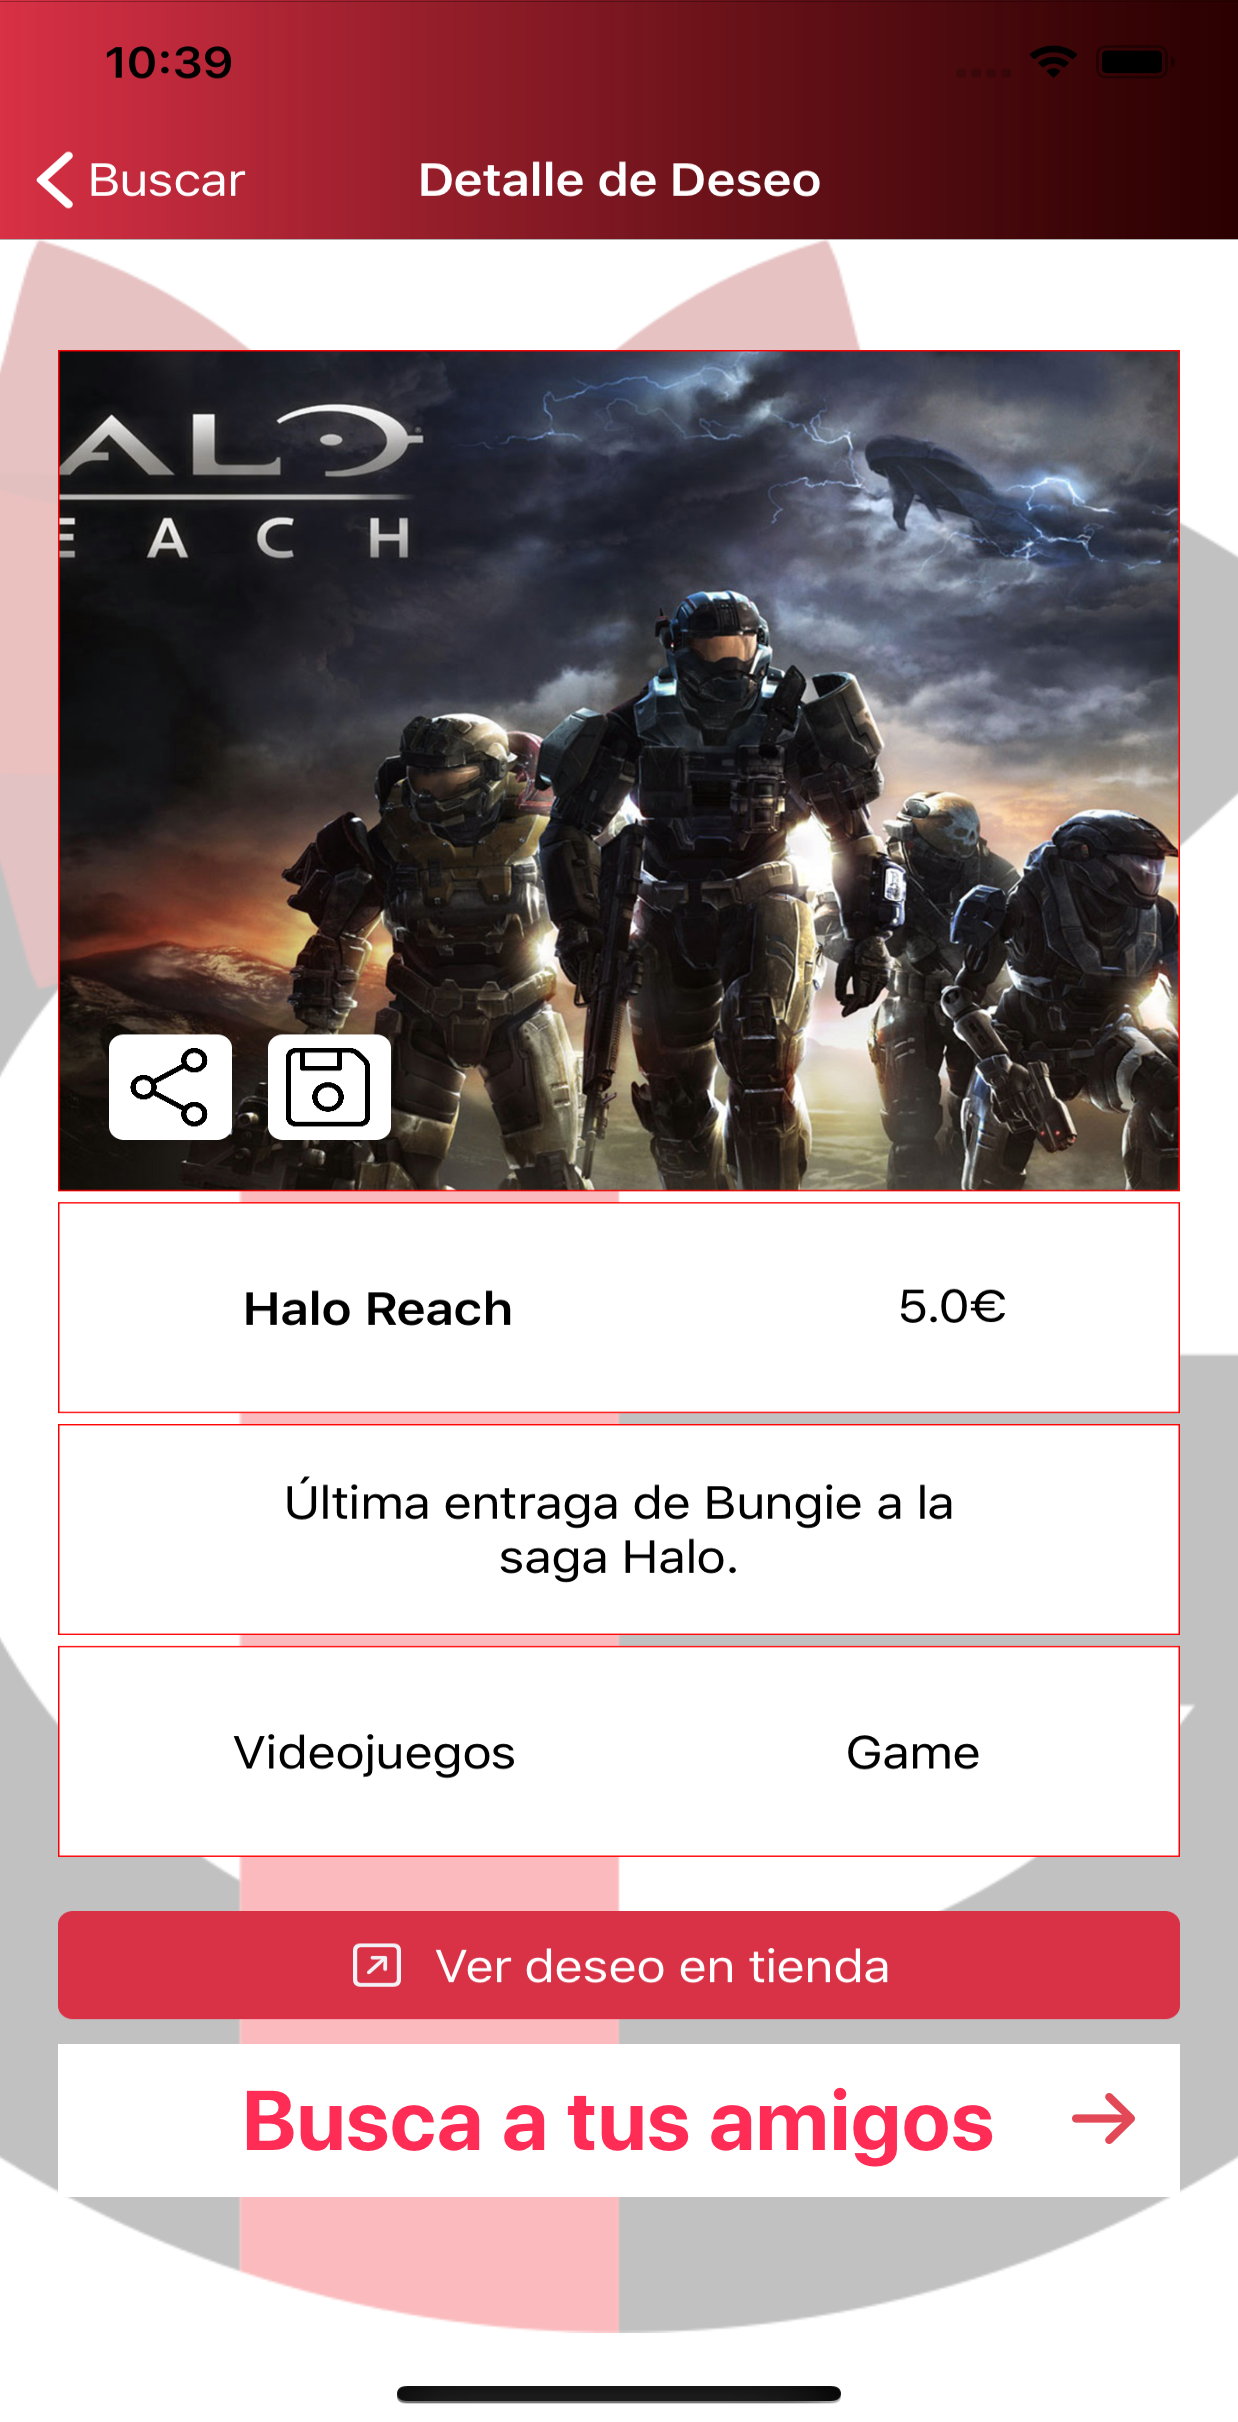 10:39
Buscar
Detalle de Deseo
ALO
EACH
Halo Reach
5.0€
Última entraga de Bungie a la
saga Halo.
Videojuegos
Game
Ver deseo en tienda
Busca a tus amigos